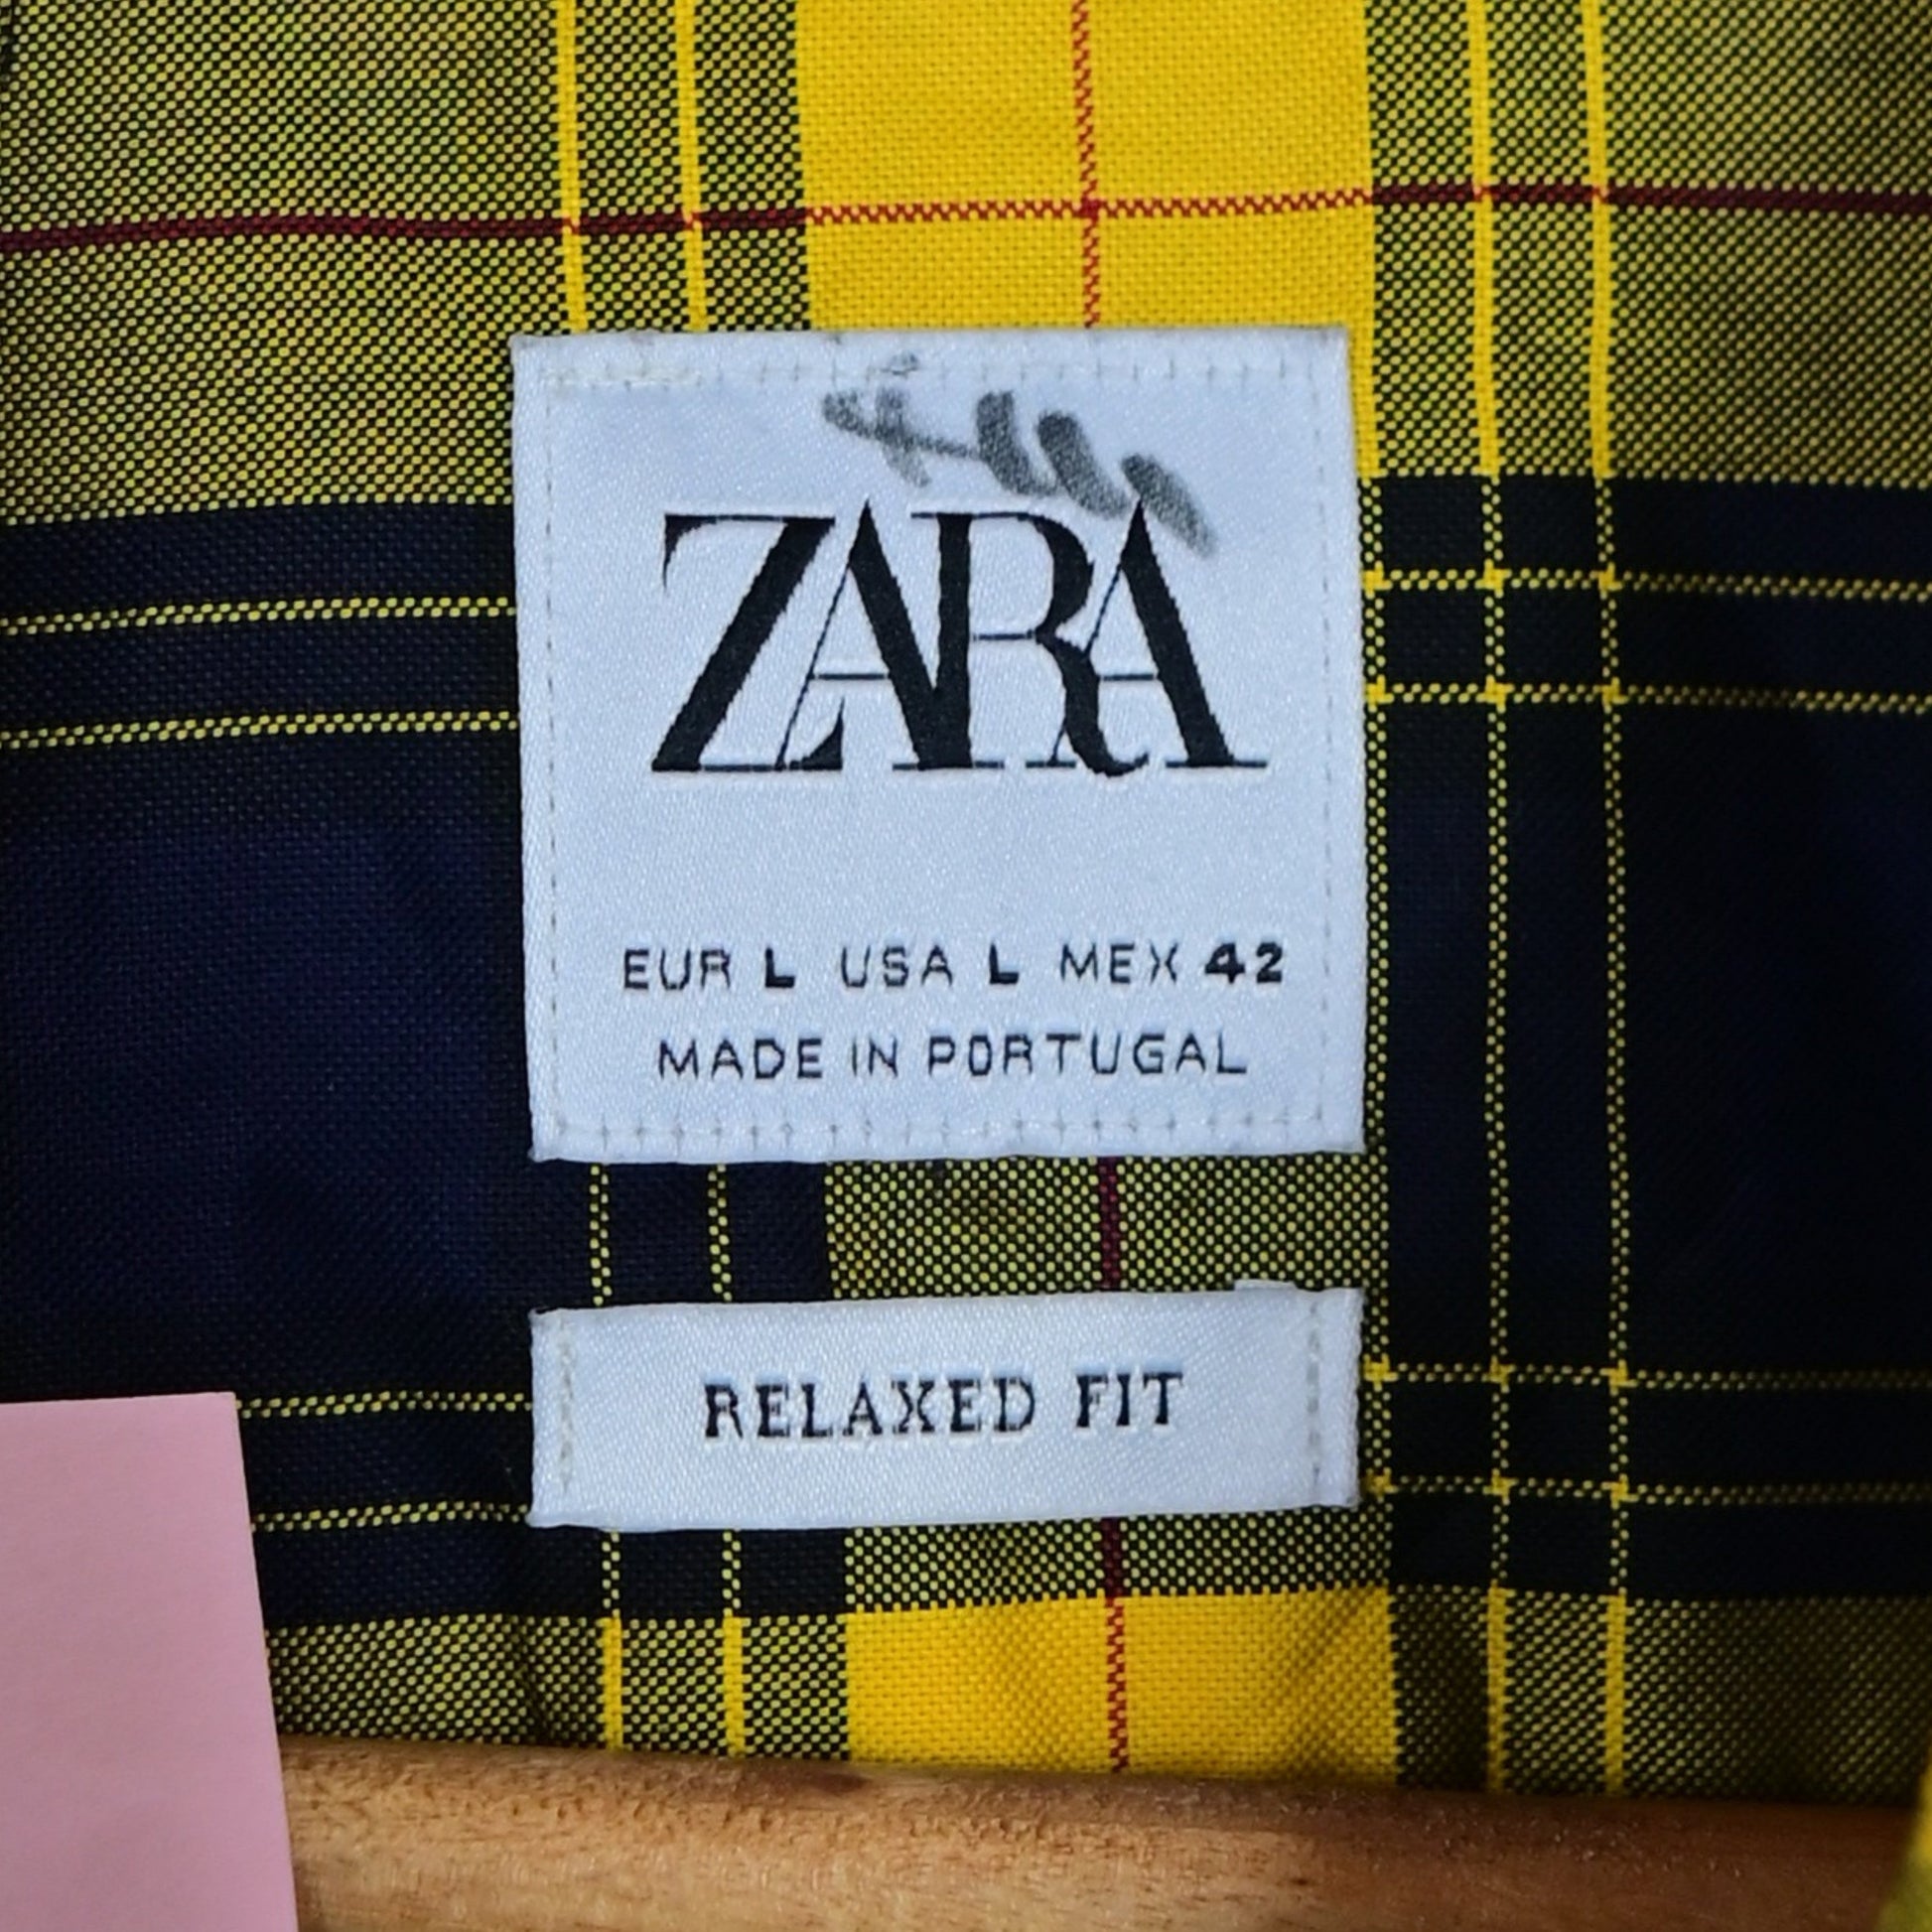 ZARA
EUR L USA L MEX 42
MADE IN PORTUGAL
RELAXED FIT